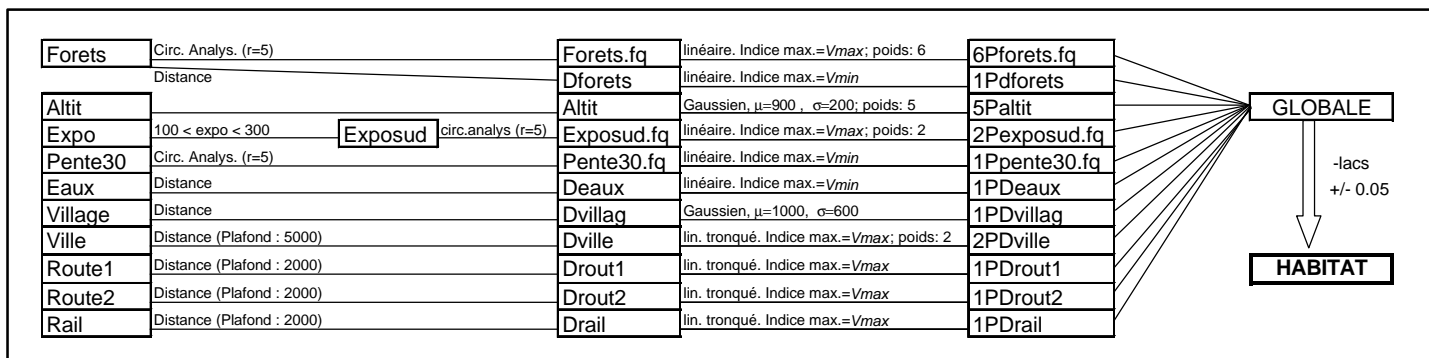 Forets Circ. Analys. (r=5) Forets.fq linéaire. Indice max.=Vmax; poids: 6 6Pforets.fq
Distance Dforets linéaire. Indice max.=Vmin 1Pdforets
Altit Altit Gaussien, μ=900 , σ=200; poids: 5 5Paltit GLOBALE
Expo 100 < expo < 300 Exposud circ.analys (r=5) Exposud.fq linéaire. Indice max.=Vmax; poids: 2 2Pexposud.fq
Pente30 Circ. Analys. (r=5) Pente30.fq linéaire. Indice max.=Vmin 1Ppente30.fq
-lacs
Eaux Distance Deaux linéaire. Indice max.=Vmin 1PDeaux
+/- 0.05
Village Distance Dvillag Gaussien, μ=1000, σ=600 1PDvillag
Ville Distance (Plafond : 5000) Dville lin. tronqué. Indice max.=Vmax; poids: 2 2PDville
Route1 Distance (Plafond : 2000) Drout1 lin. tronqué. Indice max.=Vmax 1PDrout1 HABITAT
Route2 Distance (Plafond : 2000) Drout2 lin. tronqué. Indice max.=Vmax 1PDrout2
Rail Distance (Plafond : 2000) Drail lin. tronqué. Indice max.=Vmax 1PDrail